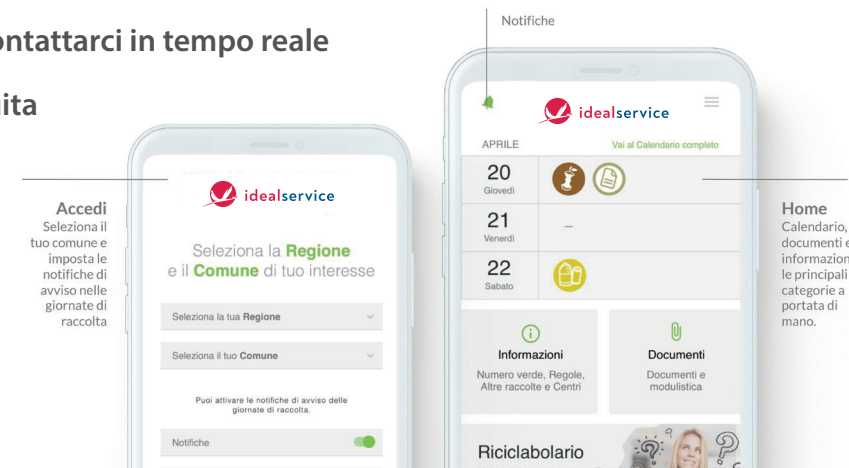 ontattarci in tempo reale
ita
Accedi
Seleziona il
tuo comune e
imposta le
notifiche di
avviso nelle
giornate di
raccolta
idealservice
Seleziona la Regione
e il Comune di tuo interesse
Seleziona la tua Regione
Seleziona il tuo Comune
Puoi attivare le notifiche di avviso delle
giornate di raccolta.
Notifiche
Notifiche
idealservice
APRILE
Vai al Calendario completo
20
Giovedì
21
Venerdì
–
22
Sabato
Informazioni
Numero verde, Regole,
Altre raccolte e Centri
Documenti
Documenti e
modulistica
Riciclabolario
Home
Calendario,
documenti e
informazion
le principali
categorie a
portata di
mano.